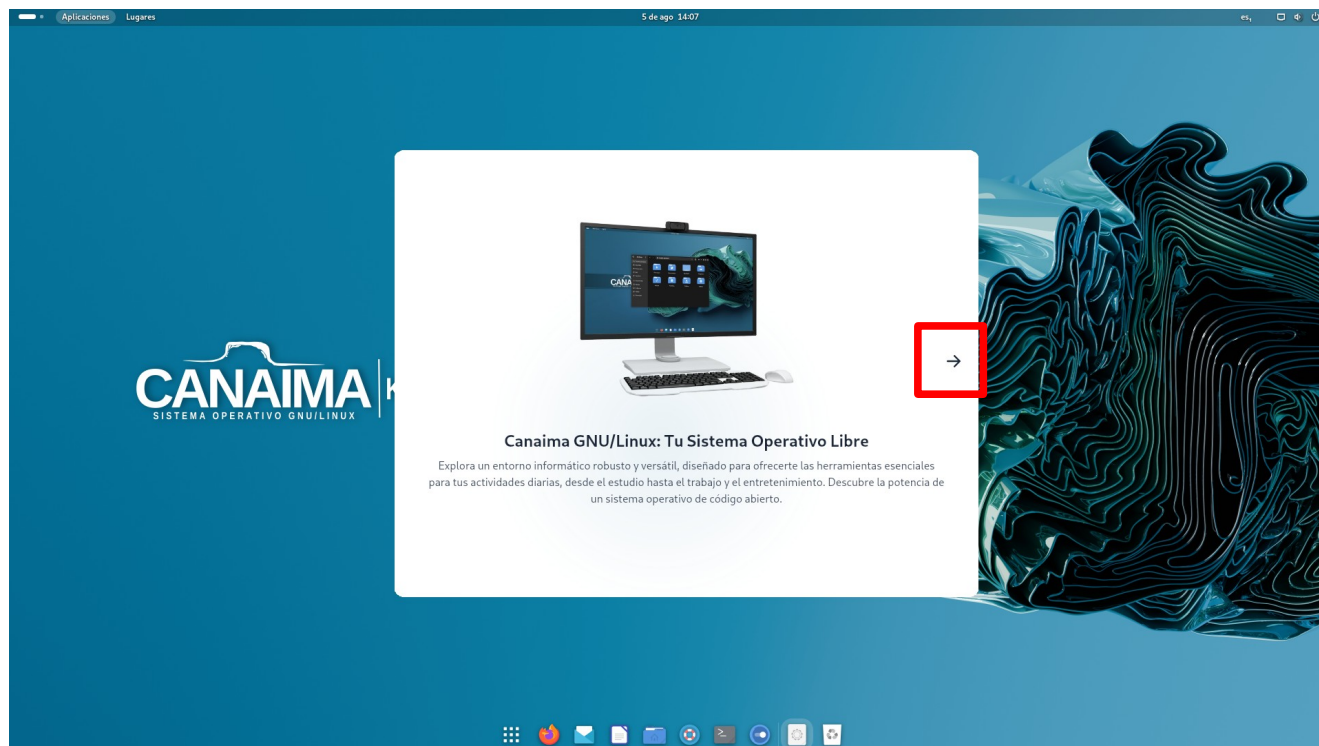 Aplicaciones Lugares 5 de ago 14:07 es₁
CANAIMA
SISTEMA OPERATIVO GNU/LINUX
CANA
Canaima GNU/Linux: Tu Sistema Operativo Libre
Explora un entorno informático robusto y versátil, diseñado para ofrecerte las herramientas esenciales
para tus actividades diarias, desde el estudio hasta el trabajo y el entretenimiento. Descubre la potencia de
un sistema operativo de código abierto.